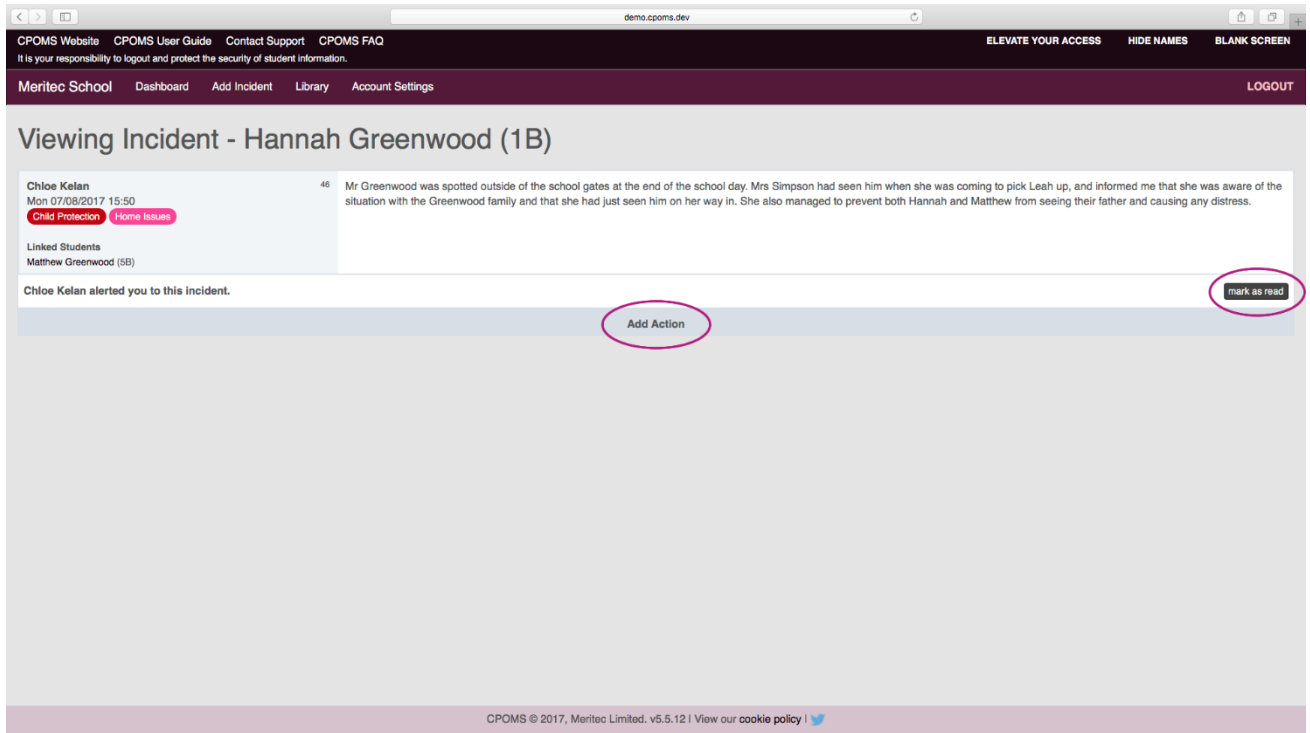 demo.cpoms.dev
CPOMS Website CPOMS User Guide Contact Support CPOMS FAQ ELEVATE YOUR ACCESS HIDE NAMES BLANK SCREEN
It is your responsibility to logout and protect the security of student information.
Meritec School Dashboard Add Incident Library Account Settings LOGOUT
Viewing Incident - Hannah Greenwood (1B)
Chloe Kelan 46
Mon 07/08/2017 15:50
Child Protection Home Issues
Linked Students
Matthew Greenwood (5B)
Mr Greenwood was spotted outside of the school gates at the end of the school day. Mrs Simpson had seen him when she was coming to pick Leah up, and informed me that she was aware of the
situation with the Greenwood family and that she had just seen him on her way in. She also managed to prevent both Hannah and Matthew from seeing their father and causing any distress.
Chloe Kelan alerted you to this incident. mark as read
Add Action
CPOMS © 2017, Meritec Limited. v5.5.12 | View our cookie policy |